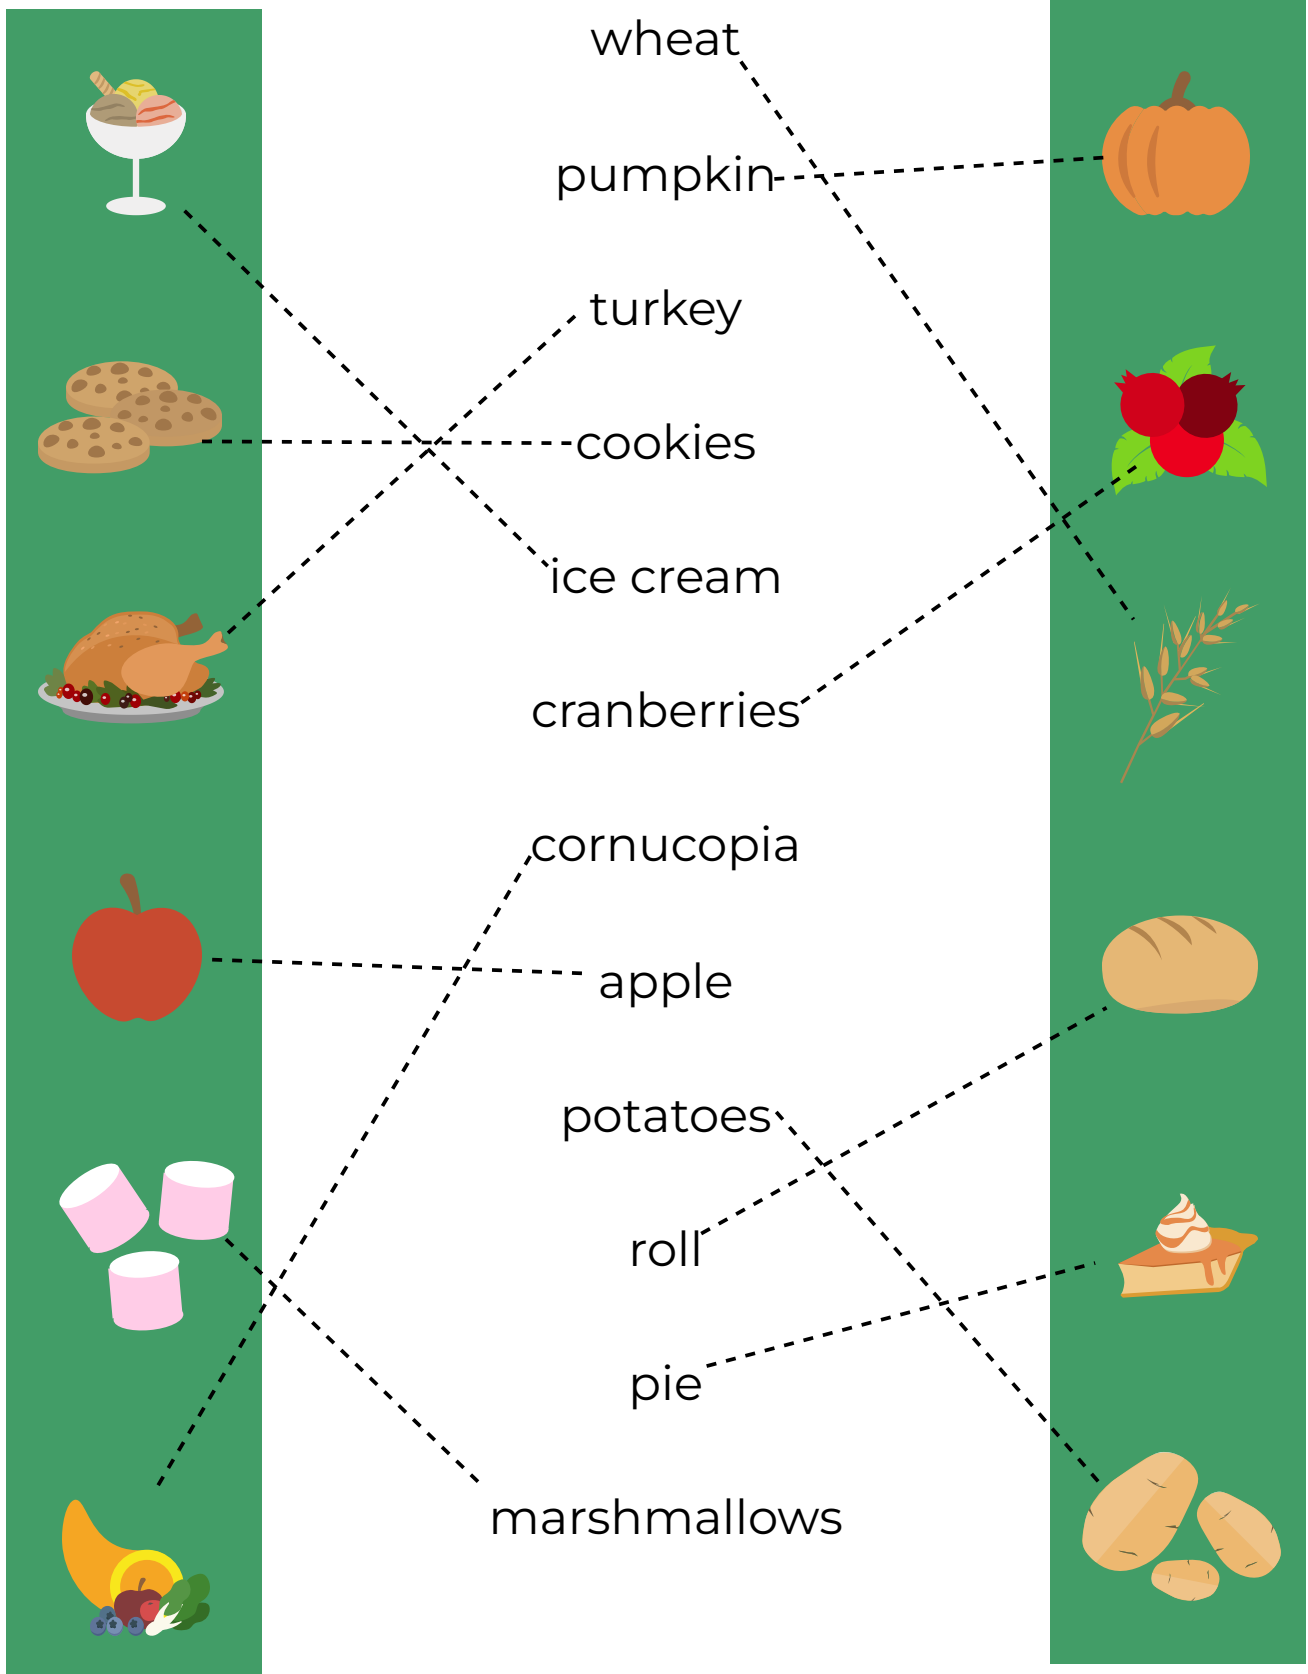 wheat
pumpkin
turkey
cookies
ice cream
cranberries
cornucopia
apple
potatoes
roll
pie
marshmallows